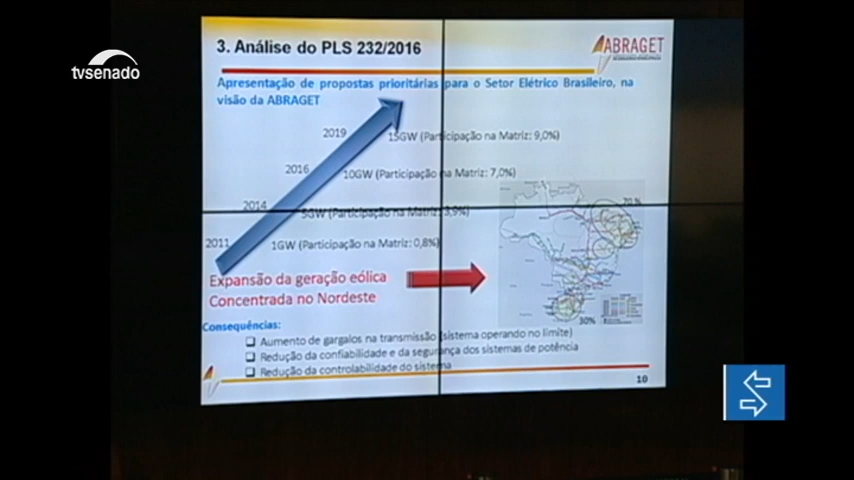 tvsenado
3. Análise do PLS 232/2016
ABRAGET
Apresentação de propostas prioritárias para o Setor Elétrico Brasileiro, na
visão da ABRAGET
2019 15GW (Participação na Matriz: 9,0%)
2016 10GW (Participação na Matriz: 7,0%)
2014 5GW (Participação na Matriz: 3,9%)
2011 1GW (Participação na Matriz: 0,8%)
70 %
30%
Expansão da geração eólica
Concentrada no Nordeste
Consequências:
Aumento de gargalos na transmissão (sistema operando no limite)
Redução da confiabilidade e da segurança dos sistemas de potência
Redução da controlabilidade do sistema
10